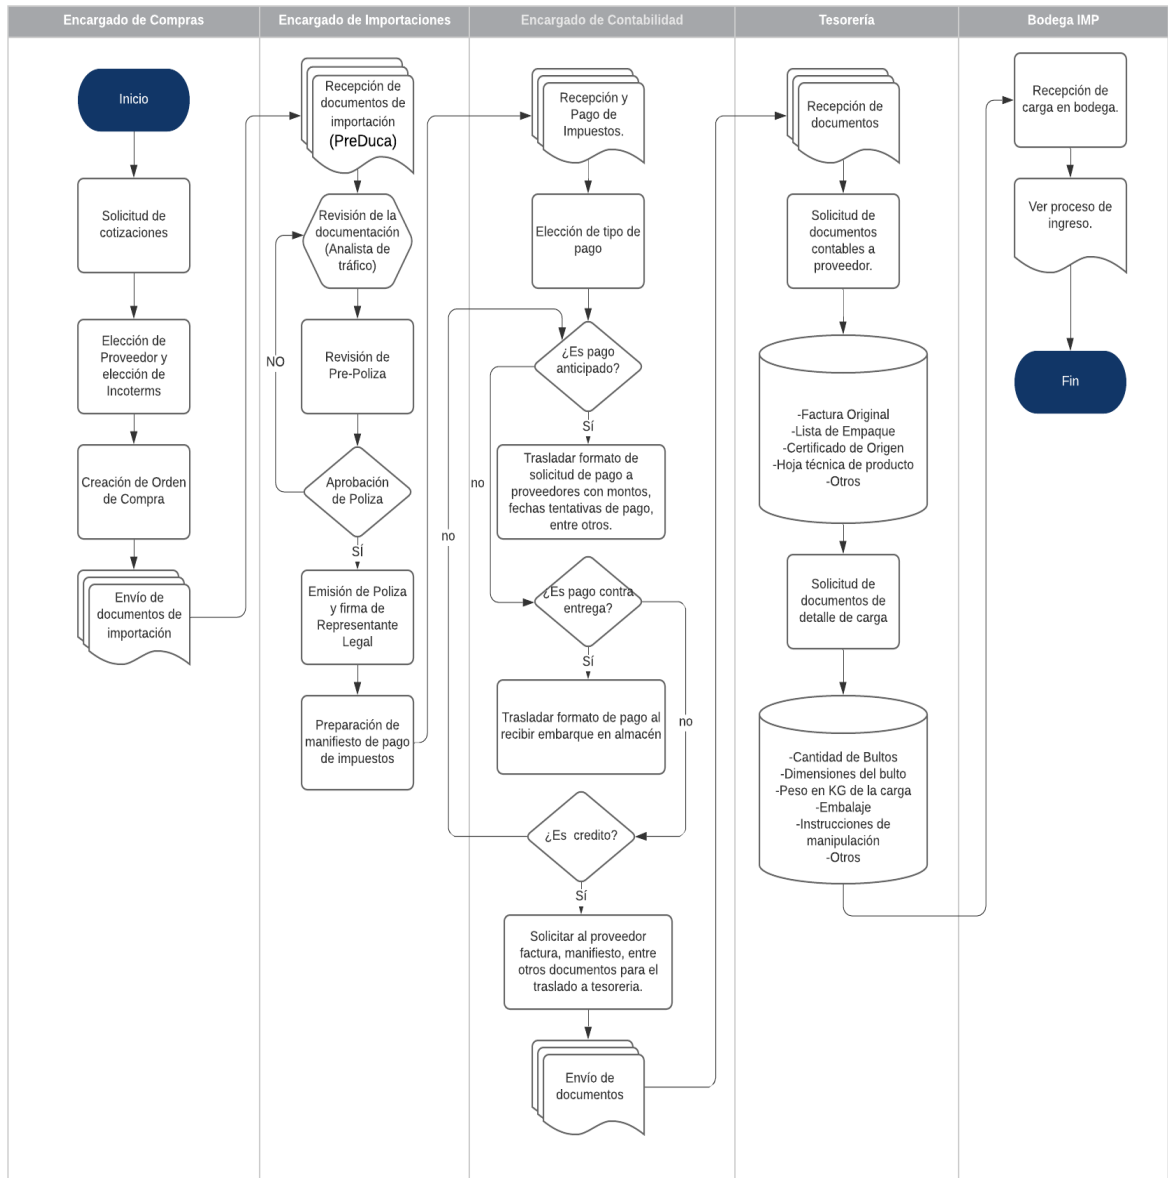 Encargado de Compras
Encargado de Importaciones
Encargado de Contabilidad
Tesorería
Bodega IMP
Inicio
Solicitud de
cotizaciones
Elección de
Proveedor y
elección de
Incoterms
Creación de Orden
de Compra
Envío de
documentos de
importación
Recepción de
documentos de
importación
(PreDuca)
Revisión de la
documentación
(Analista de
tráfico)
NO
Revisión de
Pre-Poliza
Aprobación
de Poliza
SÍ
Emisión de Poliza
y firma de
Representante
Legal
Preparación de
manifiesto de pago
de impuestos
Recepción y
Pago de
Impuestos.
Elección de tipo de
pago
¿Es pago
anticipado?
Sí
no
Trasladar formato de
solicitud de pago a
proveedores con montos,
fechas tentativas de pago,
entre otros.
no
¿Es pago contra
entrega?
Sí
no
Trasladar formato de pago al
recibir embarque en almacén
¿Es credito?
Sí
Solicitar al proveedor
factura, manifiesto, entre
otros documentos para el
traslado a tesoreria.
Envío de
documentos
Recepción de
documentos
Solicitud de
documentos
contables a
proveedor.
-Factura Original
-Lista de Empaque
-Certificado de Origen
-Hoja técnica de producto
-Otros
Solicitud de
documentos de
detalle de carga
-Cantidad de Bultos
-Dimensiones del bulto
-Peso en KG de la carga
-Embalaje
-Instrucciones de
manipulación
-Otros
Recepción de
carga en bodega.
Ver proceso de
ingreso.
Fin